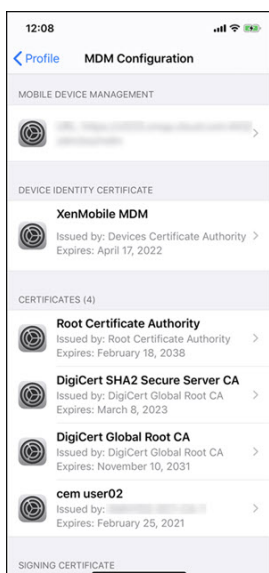 12:08
Profile
MDM Configuration
MOBILE DEVICE MANAGEMENT
DEVICE IDENTITY CERTIFICATE
XenMobile MDM
Issued by: Devices Certificate Authority
Expires: April 17, 2022
CERTIFICATES (4)
Root Certificate Authority
Issued by: Root Certificate Authority
Expires: February 18, 2038
DigiCert SHA2 Secure Server CA
Issued by: DigiCert Global Root CA
Expires: March 8, 2023
DigiCert Global Root CA
Issued by: DigiCert Global Root CA
Expires: November 10, 2031
cem user02
Issued by:
Expires: February 25, 2021
SIGNING CERTIFICATE